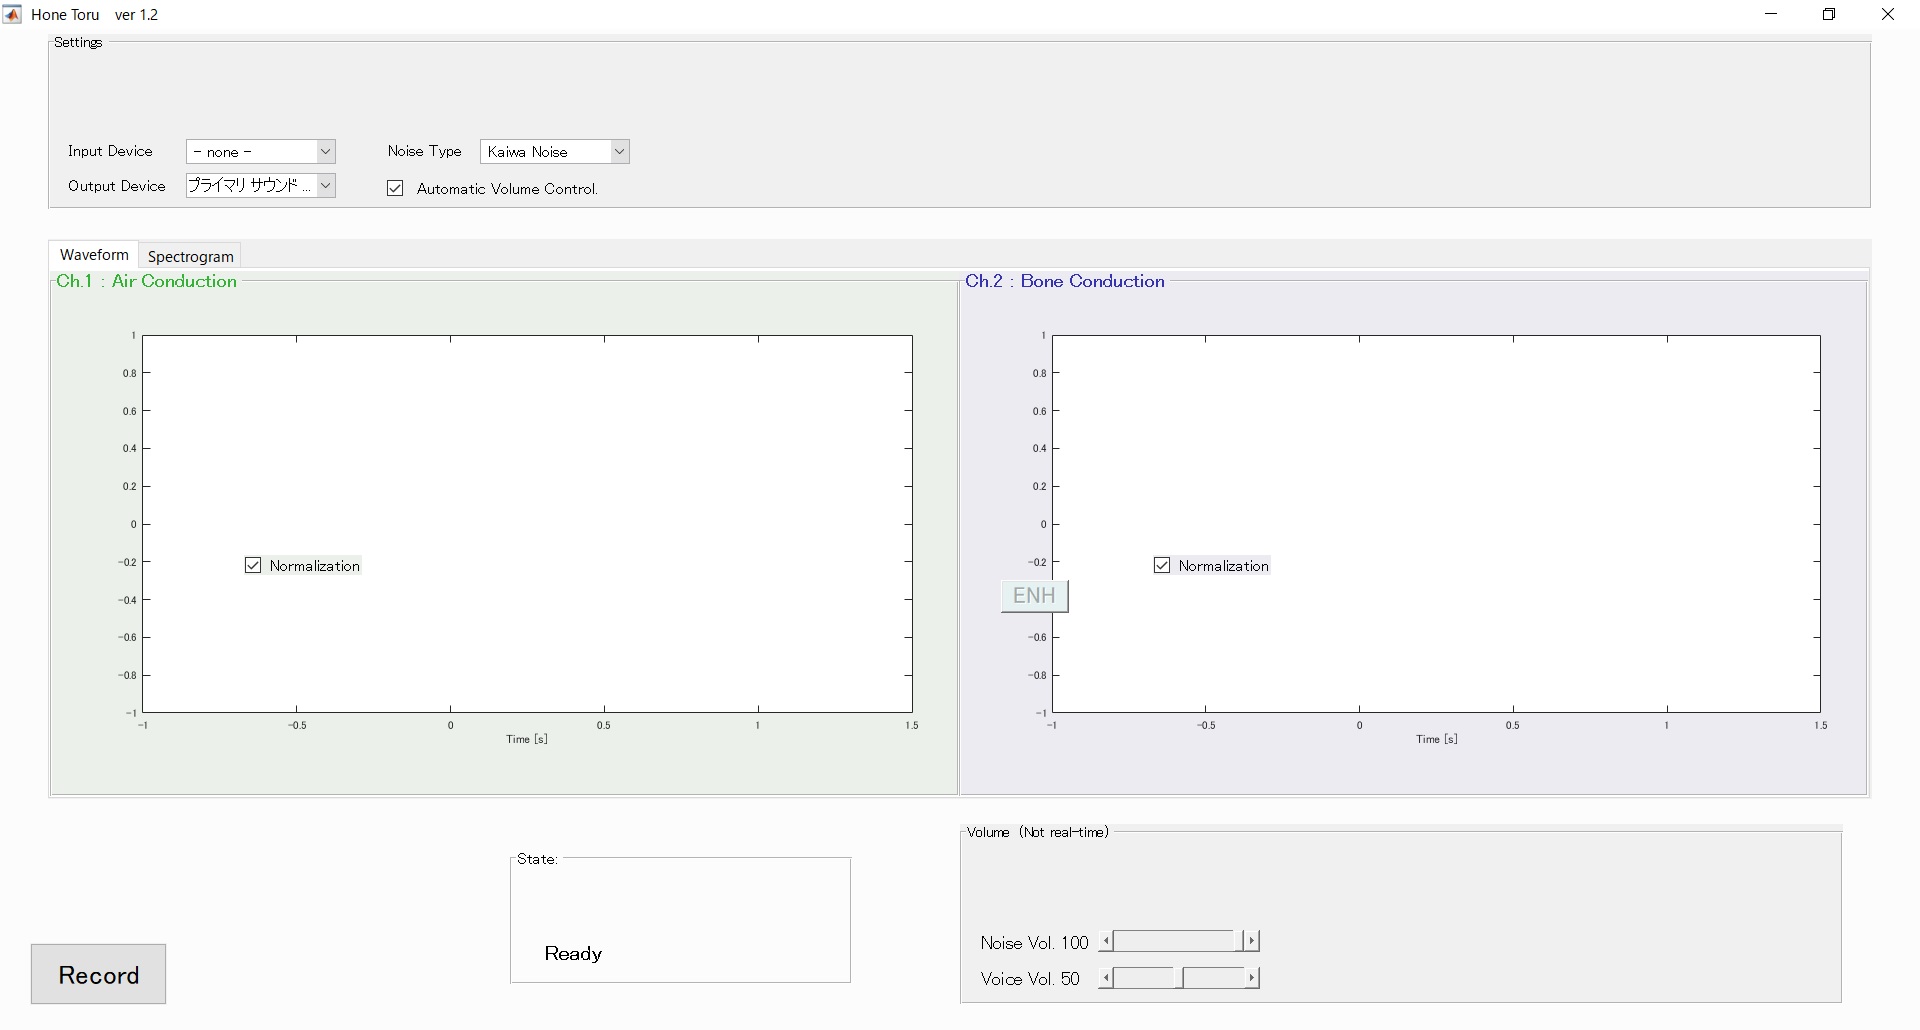 Hone Toru ver 1.2
Settings
Input Device - none - Noise Type Kaiwa Noise
Output Device プライマリ サウンド ... Automatic Volume Control.
Waveform Spectrogram
Ch.1 : Air Conduction
1
0.8
0.6
0.4
0.2
0
-0.2
-0.4
-0.6
-0.8
-1
Normalization
-1 -0.5 0 0.5 1 1.5
Time [s]
Ch.2 : Bone Conduction
1
0.8
0.6
0.4
0.2
0
-0.2
-0.6
-0.8
-1
Normalization
ENH
-1 -0.5 0 0.5 1 1.5
Time [s]
State:
Ready
Record
Volume (Not real-time)
Noise Vol. 100
Voice Vol. 50